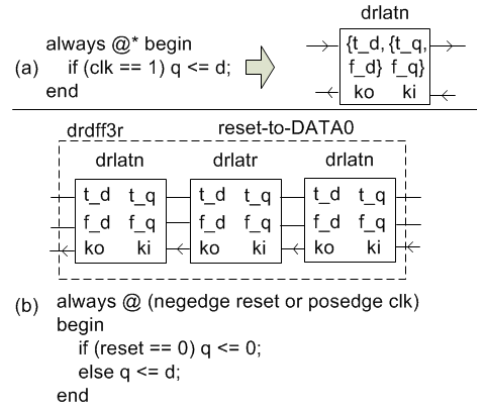 (a)
always @* begin
if (clk == 1) q <= d;
end
drlatn
{t_d, {t_q,
f_d} f_q}
ko ki
drdff3r
reset-to-DATA0
drlatn drlatr drlatn
t_d t_q t_d t_q t_d t_q
f_d f_q f_d f_q f_d f_q
ko ki ko ki ko ki
(b) always @ (negedge reset or posedge clk)
begin
if (reset == 0) q <= 0;
else q <= d;
end